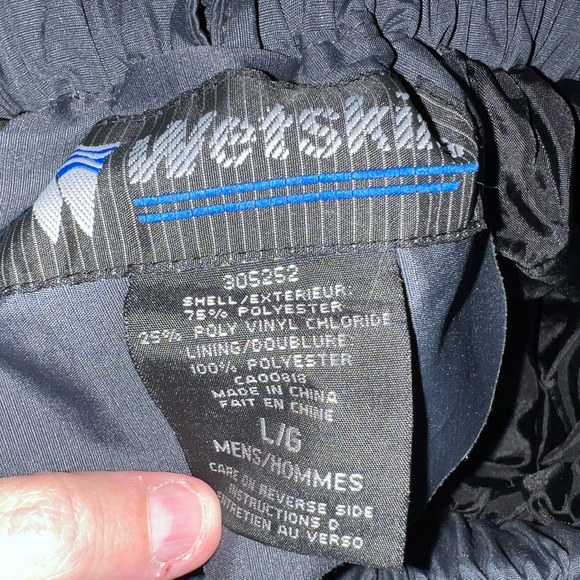 Wetskin
305252
SHELL/EXTERIEUR:
75% POLYESTER
25% POLY VINYL CHLORIDE
LINING/DOUBLURE:
100% POLYESTER
CA00818
MADE IN CHINA
FAIT EN CHINE
L/G
MENS/HOMMES
CARE ON REVERSE SIDE
INSTRUCTIONS D
ENTRETIEN AU VERSO